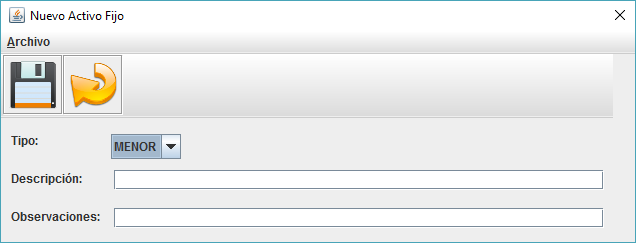 Nuevo Activo Fijo
Archivo
Tipo:
MENOR
Descripción:
Observaciones: